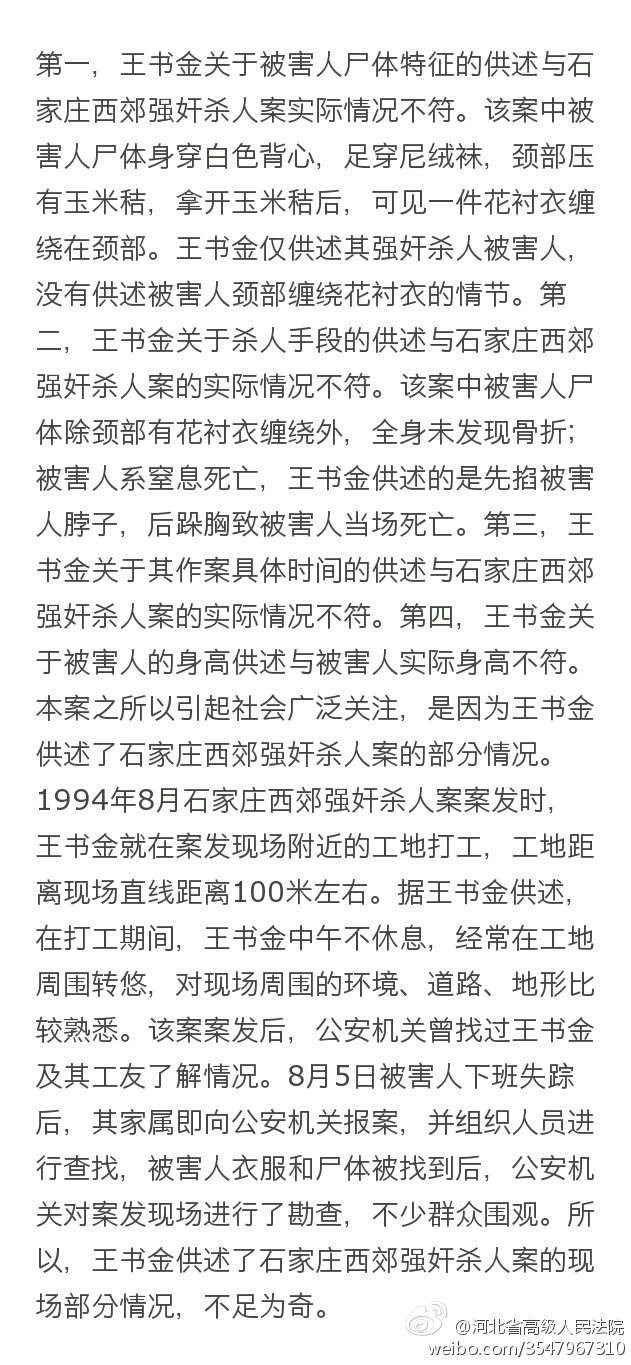 第一，王书金关于被害人尸体特征的供述与石
家庄西郊强奸杀人案实际情况不符。该案中被
害人尸体身穿白色背心，足穿尼绒袜，颈部压
有玉米秸，拿开玉米秸后，可见一件花衬衣缠
绕在颈部。王书金仅供述其强奸杀人被害人，
没有供述被害人颈部缠绕花衬衣的情节。第
二，王书金关于杀人手段的供述与石家庄西郊
强奸杀人案的实际情况不符。该案中被害人尸
体除颈部有花衬衣缠绕外，全身未发现骨折；
被害人系窒息死亡，王书金供述的是先掐被害
人脖子，后跺胸致被害人当场死亡。第三，王
书金关于其作案具体时间的供述与石家庄西郊
强奸杀人案的实际情况不符。第四，王书金关
于被害人的身高供述与被害人实际身高不符。
本案之所以引起社会广泛关注，是因为王书金
供述了石家庄西郊强奸杀人案的部分情况。
1994年8月石家庄西郊强奸杀人案案发时，
王书金就在案发现场附近的工地打工，工地距
离现场直线距离100米左右。据王书金供述，
在打工期间，王书金中午不休息，经常在工地
周围转悠，对现场周围的环境、道路、地形比
较熟悉。该案案发后，公安机关曾找过王书金
及其工友了解情况。8月5日被害人下班失踪
后，其家属即向公安机关报案，并组织人员进
行查找，被害人衣服和尸体被找到后，公安机
关对案发现场进行了勘查，不少群众围观。所
以，王书金供述了石家庄西郊强奸杀人案的现
场部分情况，不足为奇。
@河北省高级人民法院
weibo.com/3547967310